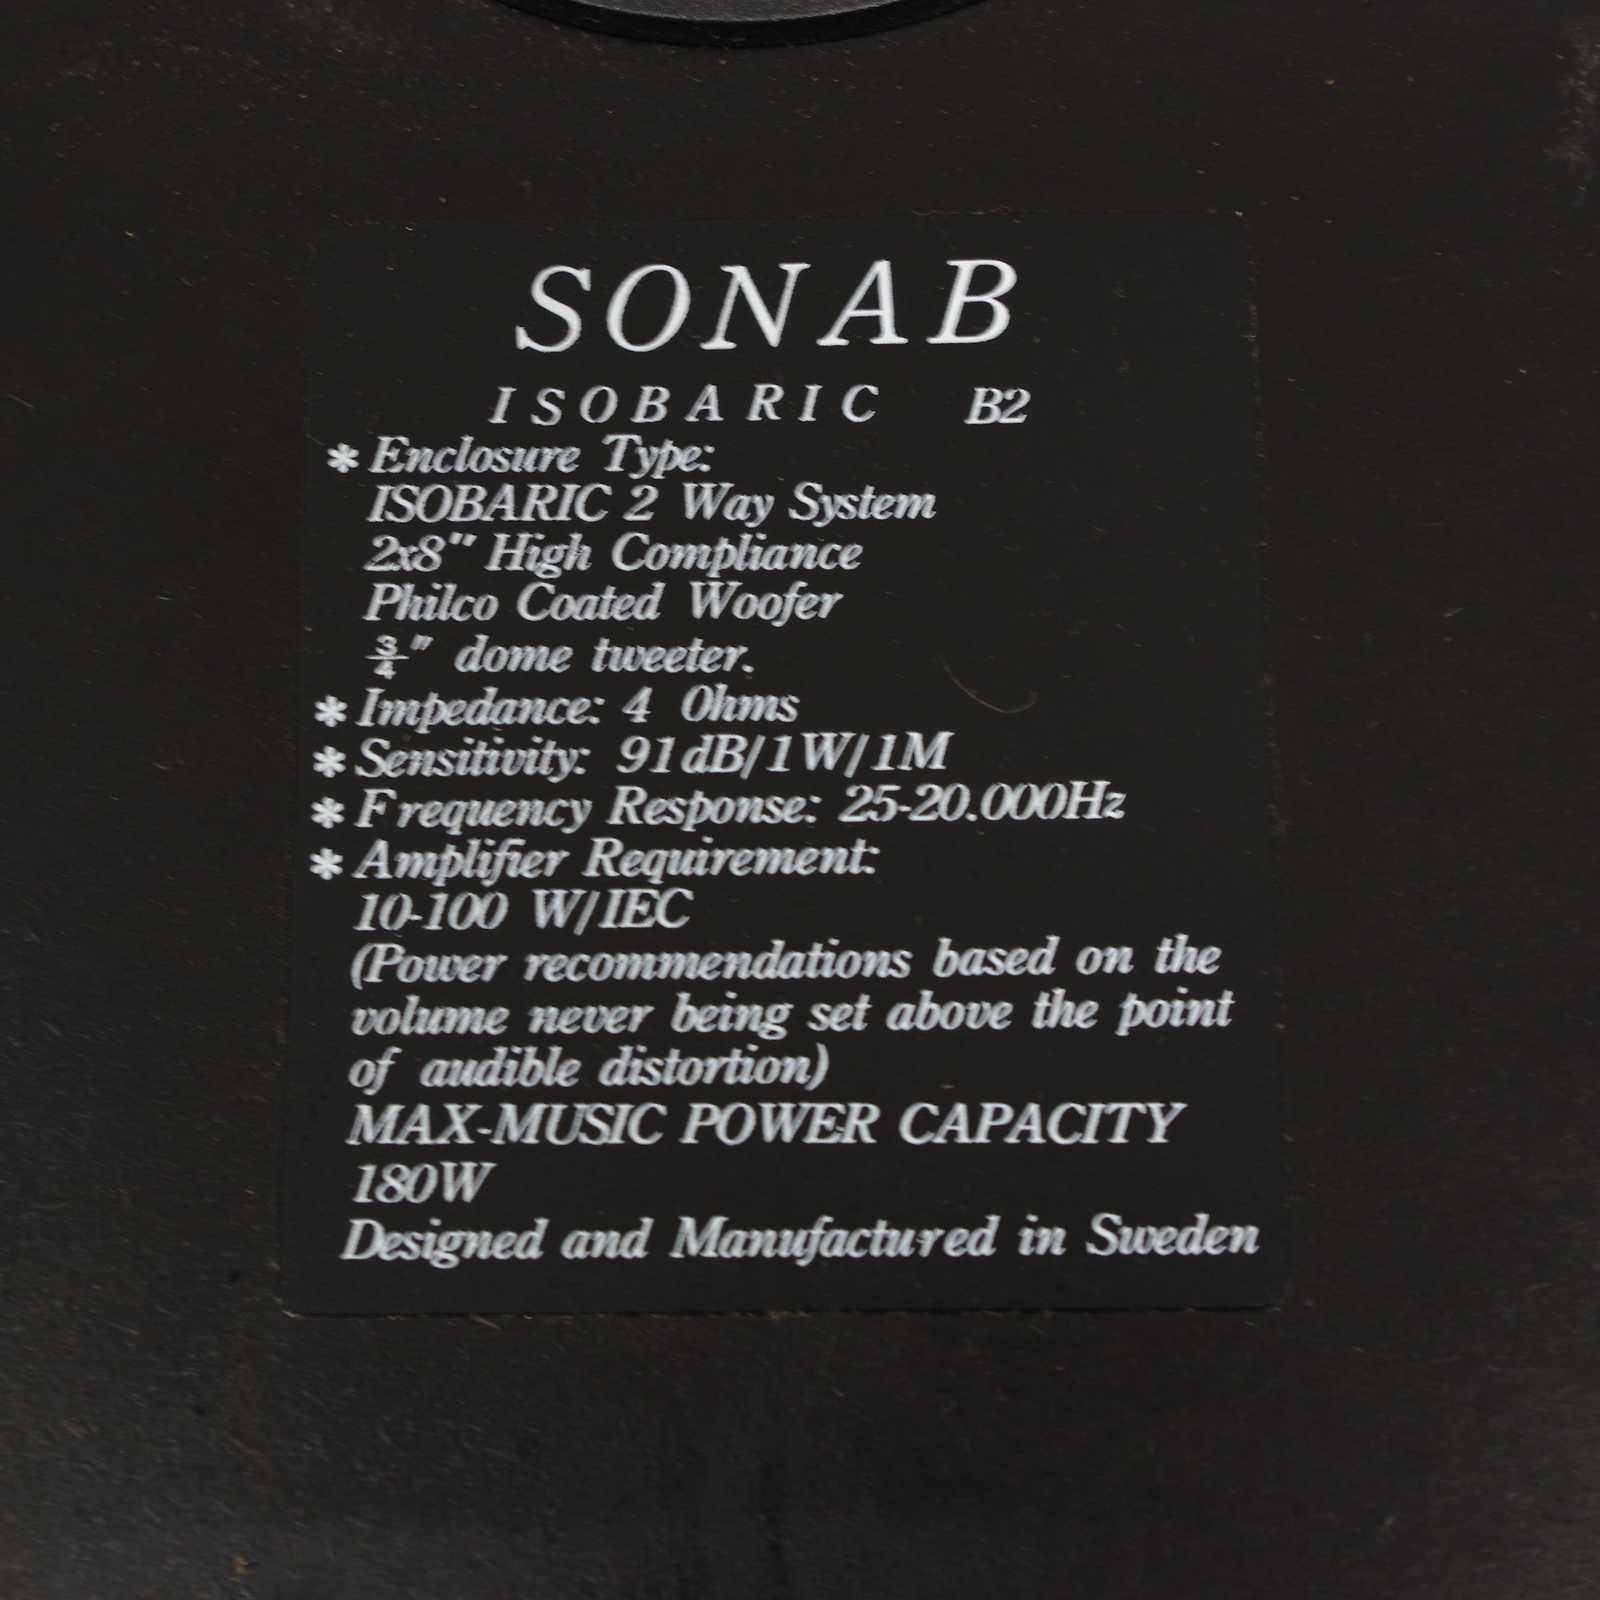 SONAB
ISOBARIC B2
* Enclosure Type:
ISOBARIC 2 Way System
2x8" High Compliance
Philco Coated Woofer
¾" dome tweeter.
* Impedance: 4 Ohms
* Sensitivity: 91dB/1W/1M
* Frequency Response: 25-20.000Hz
* Amplifier Requirement:
10-100 W/IEC
(Power recommendations based on the
volume never being set above the point
of audible distortion)
MAX-MUSIC POWER CAPACITY
180W
Designed and Manufactured in Sweden